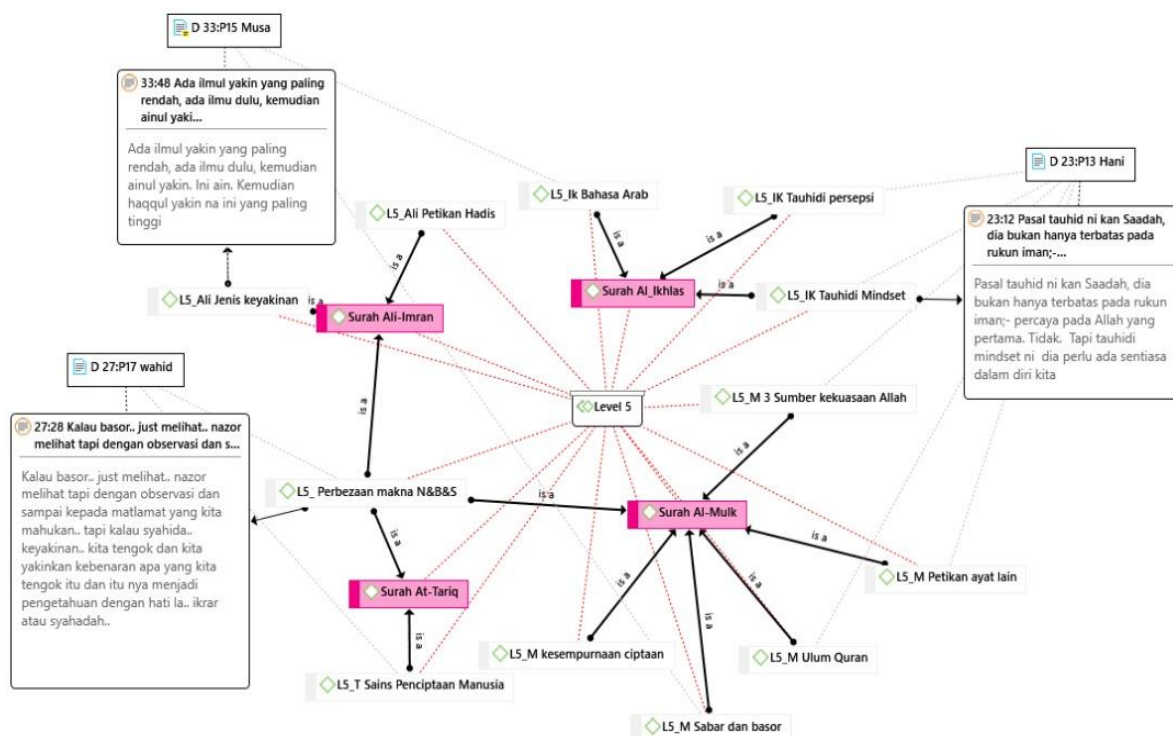 D 33:P15 Musa
33:48 Ada ilmul yakin yang paling
rendah, ada ilmu dulu, kemudian
ainul yaki...
Ada ilmul yakin yang paling
rendah, ada ilmu dulu, kemudian
ainul yakin. Ini ain. Kemudian
haqqul yakin na ini yang paling
tinggi
D 23:P13 Hani
23:12 Pasal tauhid ni kan Saadah,
dia bukan hanya terbatas pada
rukun iman;-...
Pasal tauhid ni kan Saadah, dia
bukan hanya terbatas pada rukun
iman;- percaya pada Allah yang
pertama. Tidak. Tapi tauhidi
mindset ni dia perlu ada sentiasa
dalam diri kita
L5_Ik Bahasa Arab
L5_IK Tauhidi persepsi
L5_Ali Petikan Hadis
is a
is a
is a
Surah Al_Ikhlas
is a
L5_IK Tauhidi Mindset
L5_Ali Jenis keyakinan
is a
Surah Ali-Imran
D 27:P17 wahid
27:28 Kalau basor.. just melihat.. nazor
melihat tapi dengan observasi dan s...
Kalau basor.. just melihat.. nazor
melihat tapi dengan observasi dan
sampai kepada matlamat yang kita
mahukan.. tapi kalau syahida..
keyakinan.. kita tengok dan kita
yakinkan kebenaran apa yang kita
tengok itu dan itu nya menjadi
pengetahuan dengan hati la.. ikrar
atau syahadah..
Level 5
L5_M 3 Sumber kekuasaan Allah
is a
is a
L5_ Perbezaan makna N&B&S
is a
Surah Al-Mulk
is a
is a
L5_M Petikan ayat lain
Surah At-Tariq
is a
is a
is a
is a
L5_M kesempurnaan ciptaan
L5_M Ulum Quran
L5_T Sains Penciptaan Manusia
L5_M Sabar dan basor